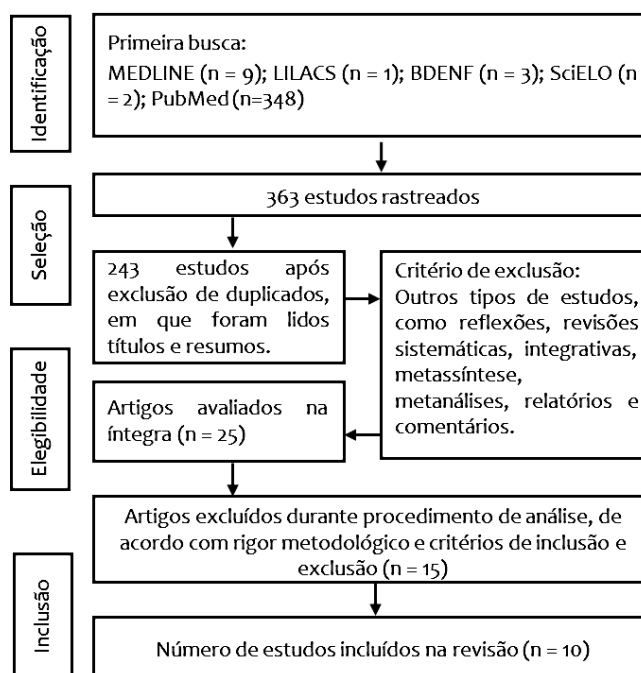 Identificação
Primeira busca:
MEDLINE (n = 9); LILACS (n = 1); BDENF (n = 3); SciELO (n
= 2); PubMed (n=348)
Seleção
363 estudos rastreados
243 estudos após
exclusão de duplicados,
em que foram lidos
títulos e resumos.
Critério de exclusão:
Outros tipos de estudos,
como reflexões, revisões
sistemáticas, integrativas,
metassíntese,
metanálises, relatórios e
comentários.
Elegibilidade
Artigos avaliados na
íntegra (n = 25)
Artigos excluídos durante procedimento de análise, de
acordo com rigor metodológico e critérios de inclusão e
exclusão (n = 15)
Inclusão
Número de estudos incluídos na revisão (n = 10)